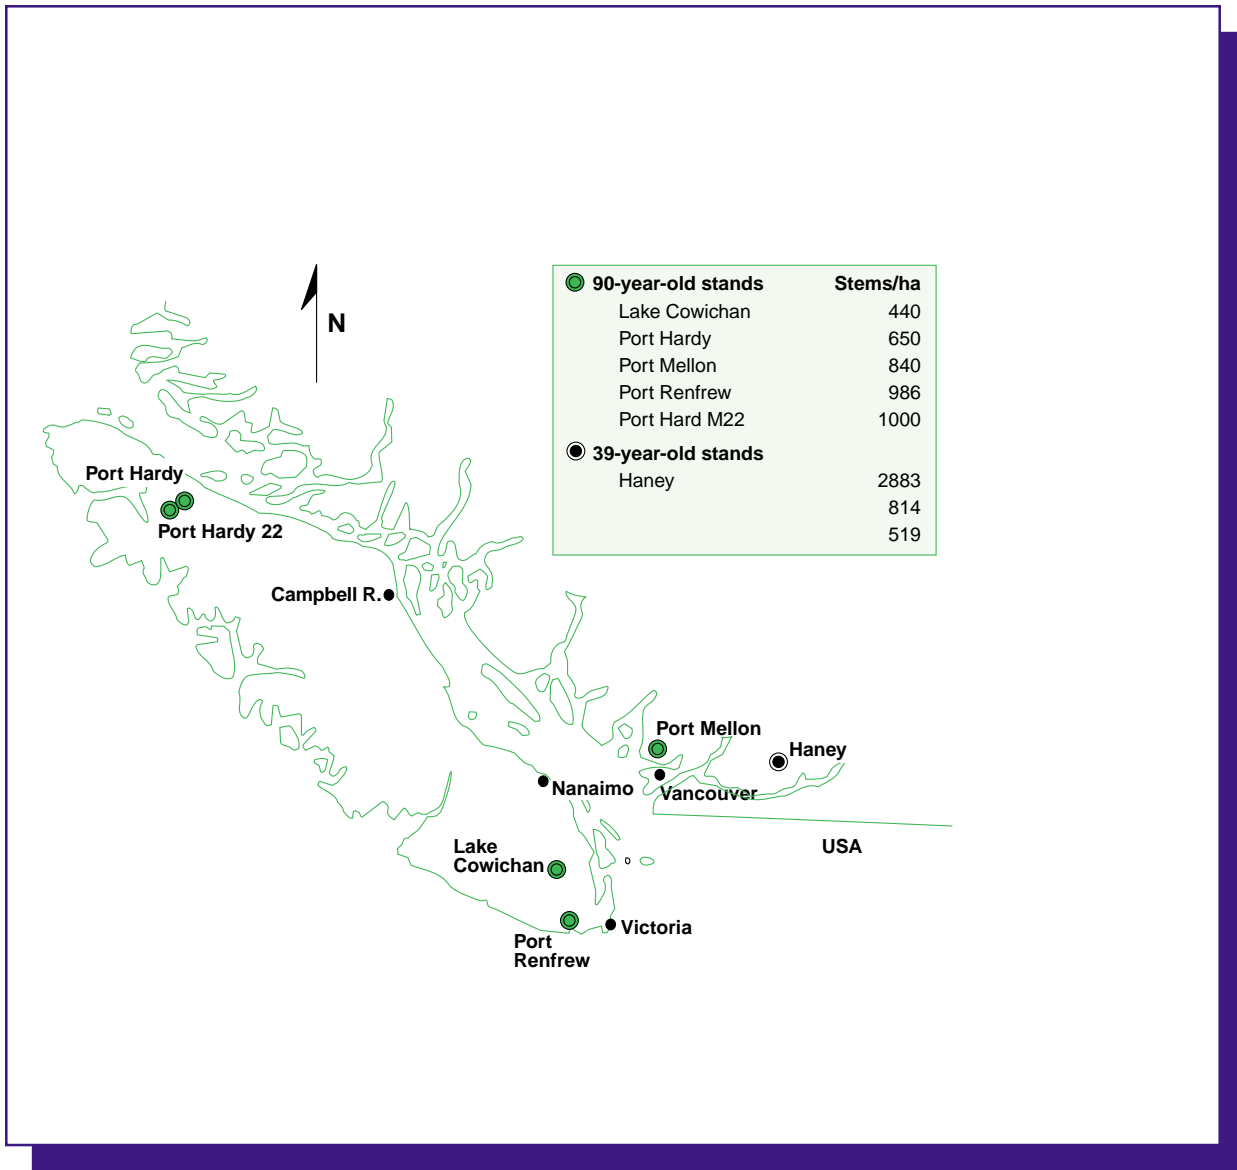 90-year-old stands Stems/ha
Lake Cowichan 440
Port Hardy 650
Port Mellon 840
Port Renfrew 986
Port Hard M22 1000
39-year-old stands
Haney 2883
814
519
N
Port Hardy
Port Hardy 22
Campbell R.
Port Mellon
Haney
Nanaimo
Vancouver
USA
Lake
Cowichan
Victoria
Port
Renfrew